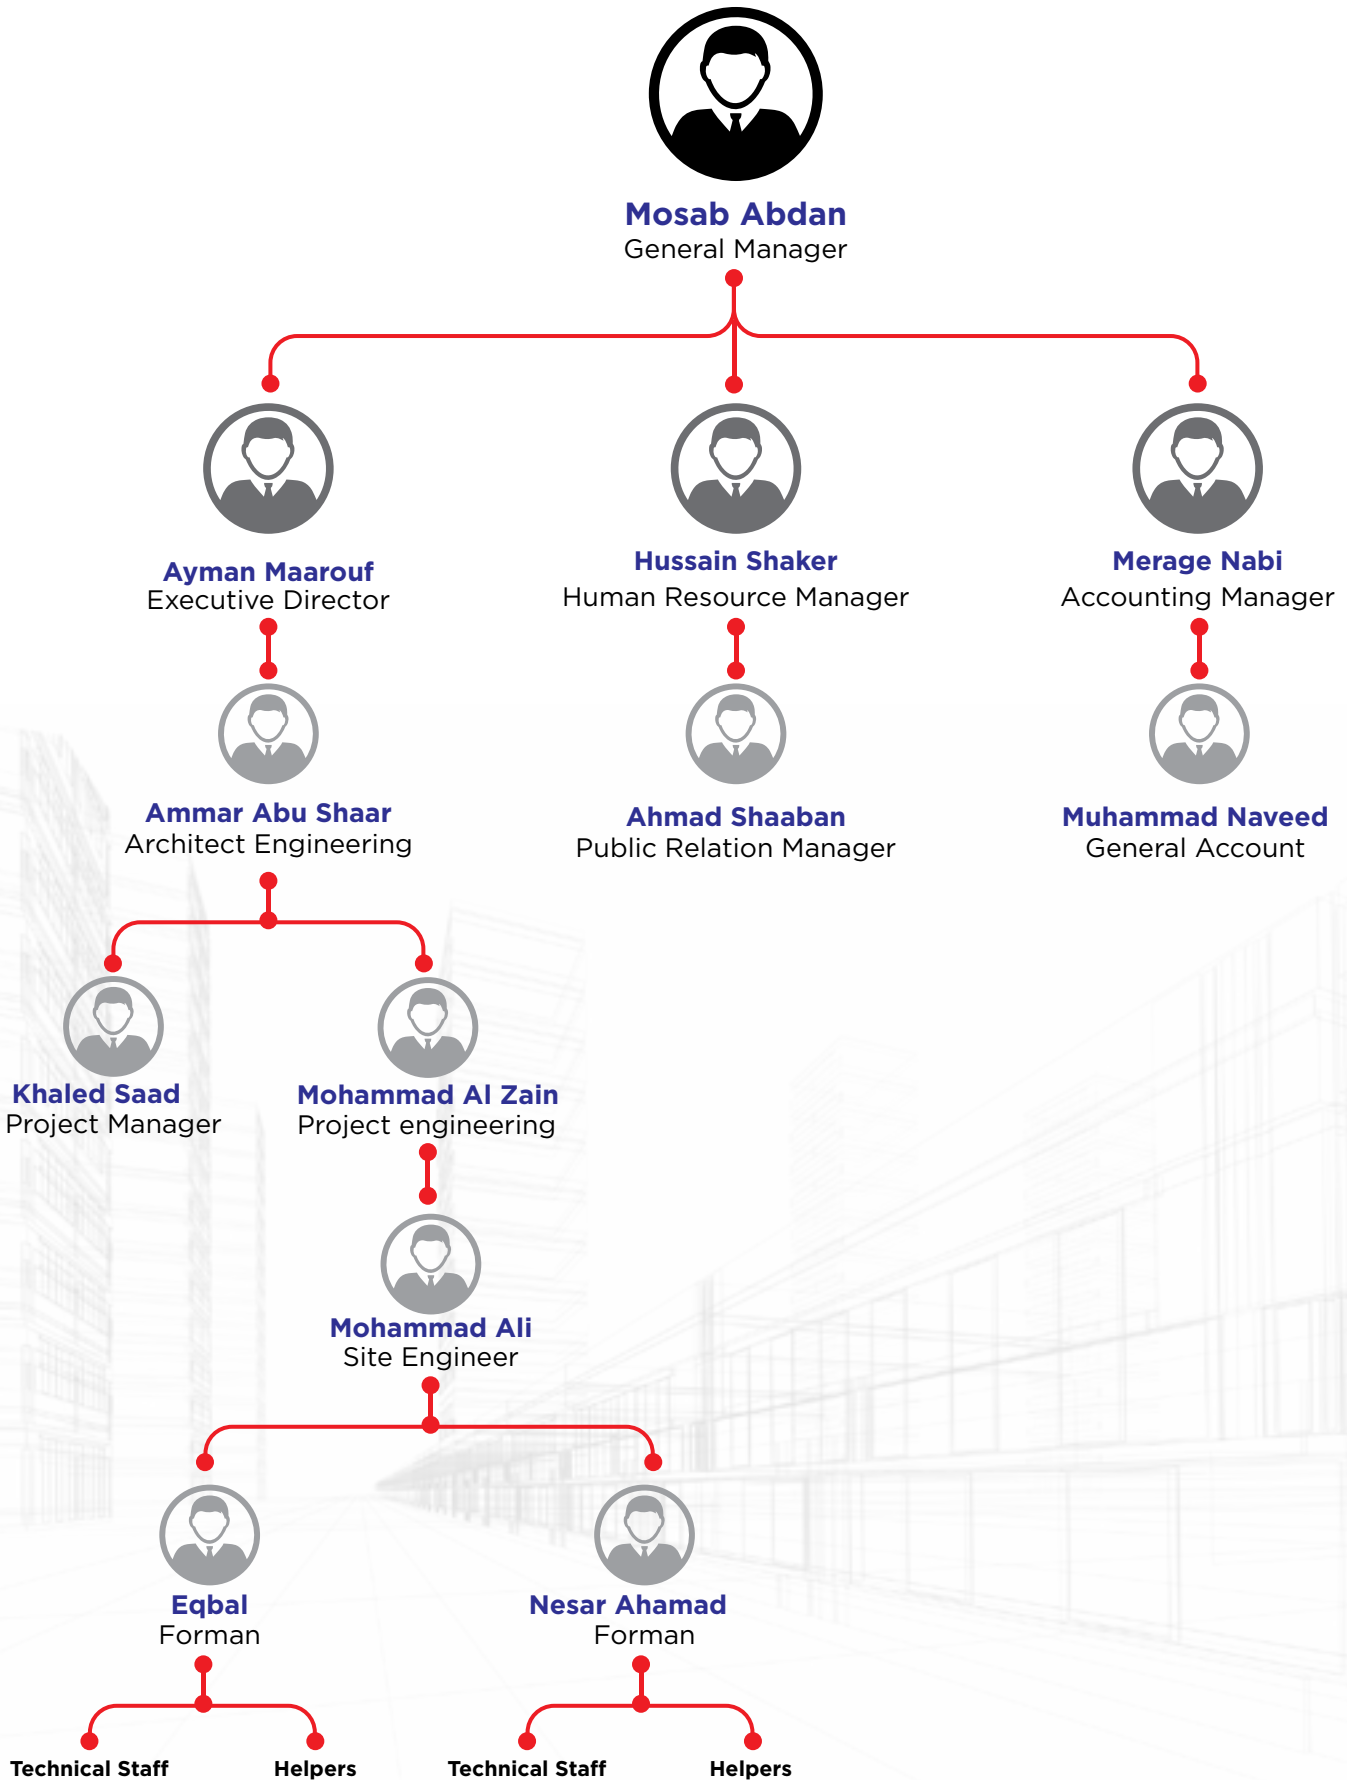 Mosab Abdan
General Manager
Ayman Maarouf
Executive Director
Hussain Shaker
Human Resource Manager
Merage Nabi
Accounting Manager
Ammar Abu Shaar
Architect Engineering
Ahmad Shaaban
Public Relation Manager
Muhammad Naveed
General Account
Khaled Saad
Project Manager
Mohammad Al Zain
Project engineering
Mohammad Ali
Site Engineer
Eqbal
Forman
Nesar Ahamad
Forman
Technical Staff
Helpers
Technical Staff
Helpers